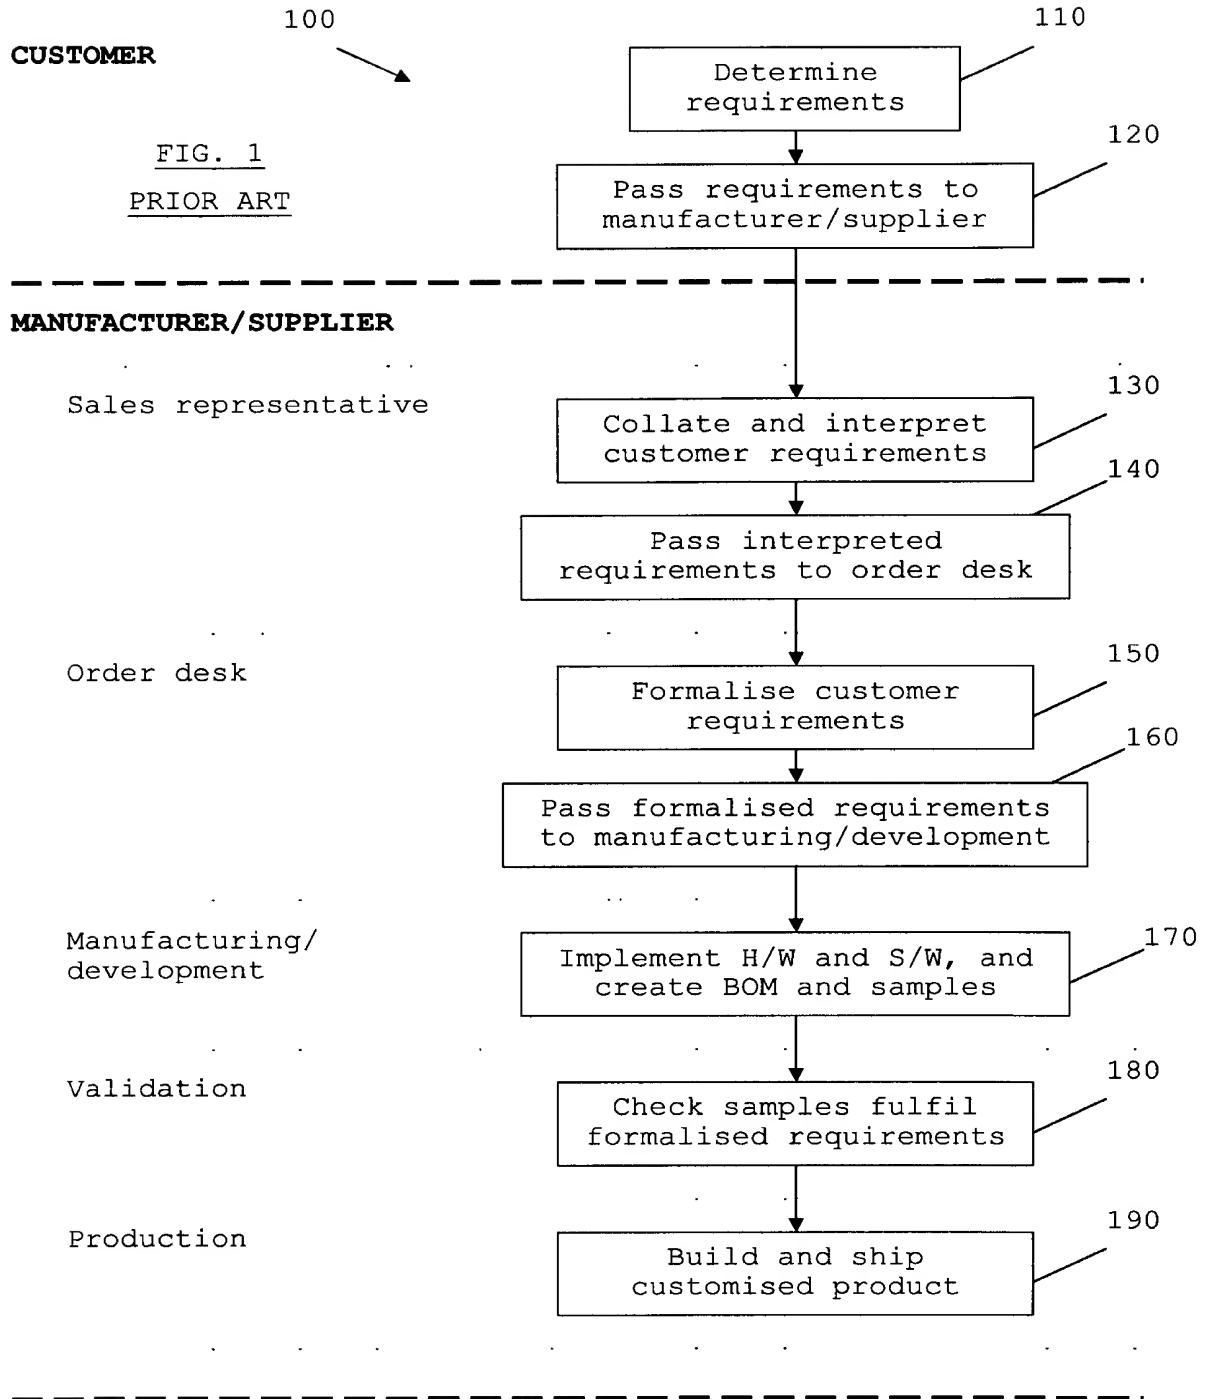 100
110
CUSTOMER
Determine
requirements
120
FIG. 1
PRIOR ART
Pass requirements to
manufacturer/supplier
MANUFACTURER/SUPPLIER
Sales representative
130
Collate and interpret
customer requirements
140
Pass interpreted
requirements to order desk
Order desk
150
Formalise customer
requirements
160
Pass formalised requirements
to manufacturing/development
Manufacturing/
development
170
Implement H/W and S/W, and
create BOM and samples
Validation
180
Check samples fulfil
formalised requirements
Production
190
Build and ship
customised product